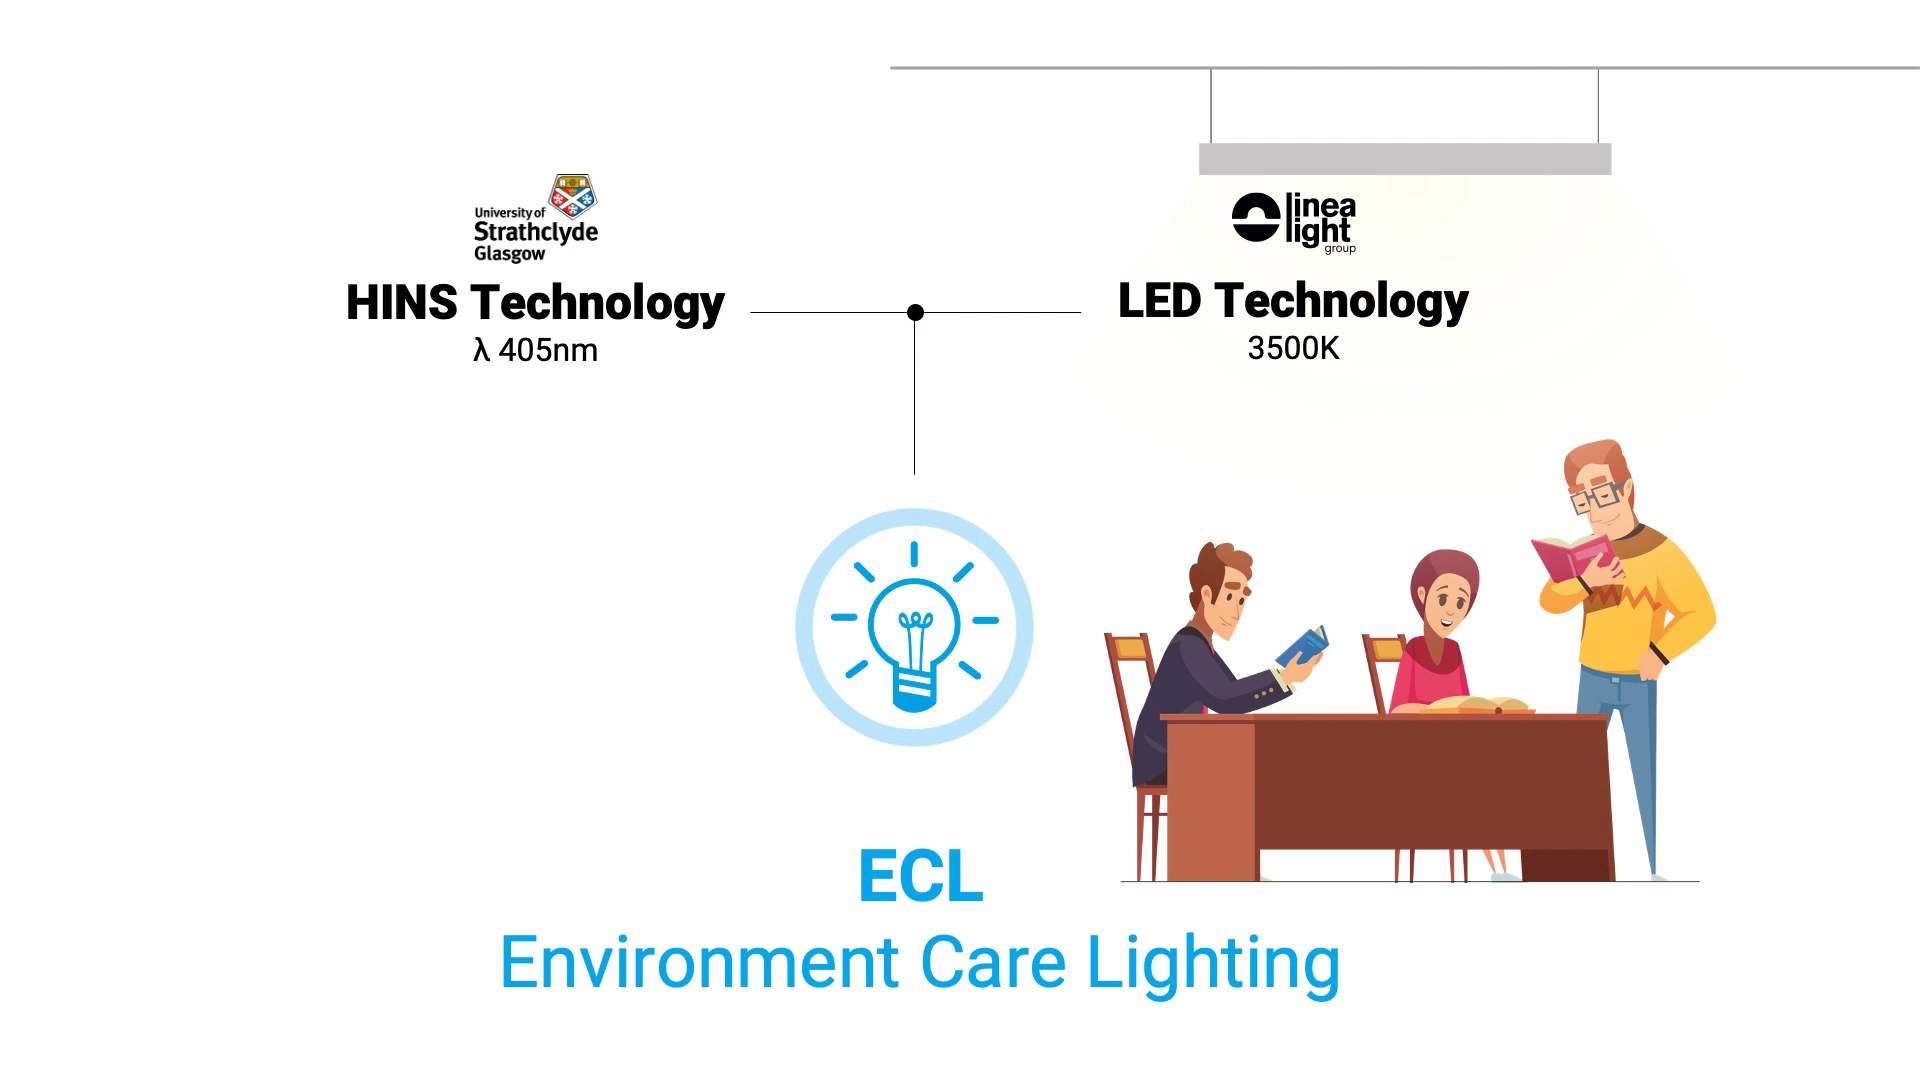 University of
Strathclyde
Glasgow
HINS Technology
λ 405nm
linea
light
group
LED Technology
3500K
ECL
Environment Care Lighting